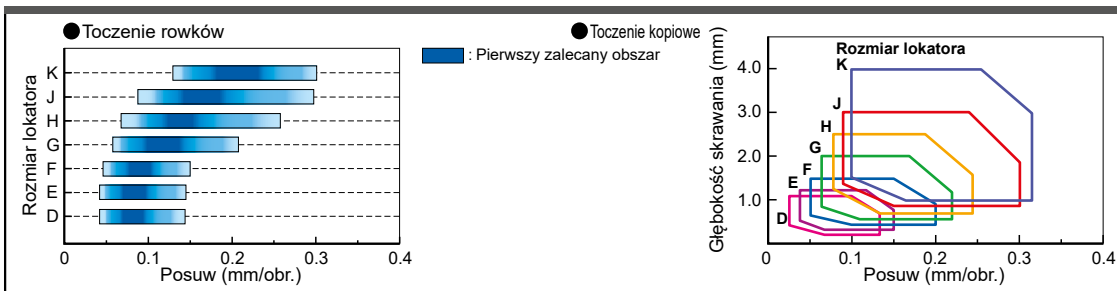 Toczenie rowków
Rozmiar lokatora
K
J
H
G
F
E
D
0 0.1 0.2 0.3 0.4
Posuw (mm/obr.)
: Pierwszy zalecany obszar
Toczenie kopiowe
Głębokość skrawania (mm)
Rozmiar lokatora
4.0
3.0
2.0
1.0
K
J
H
G
F
E
D
0 0.1 0.2 0.3 0.4
Posuw (mm/obr.)